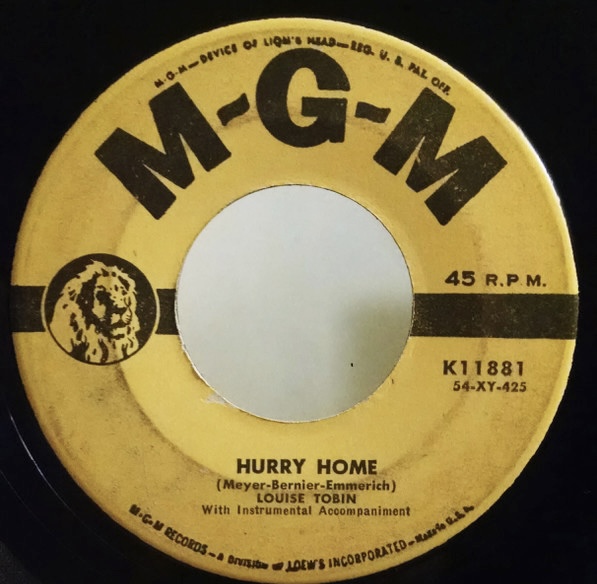 M-G-M—DEVICE OF LION'S HEAD—REG. U. S. PAT. OFF.
M-G-M
45 R.P.M.
K11881
54-XY-425
HURRY HOME
(Meyer-Bernier-Emmerich)
LOUISE TOBIN
With Instrumental Accompaniment
M-G-M RECORDS—A DIVISION OF LOEW'S INCORPORATED—Made in U.S.A.